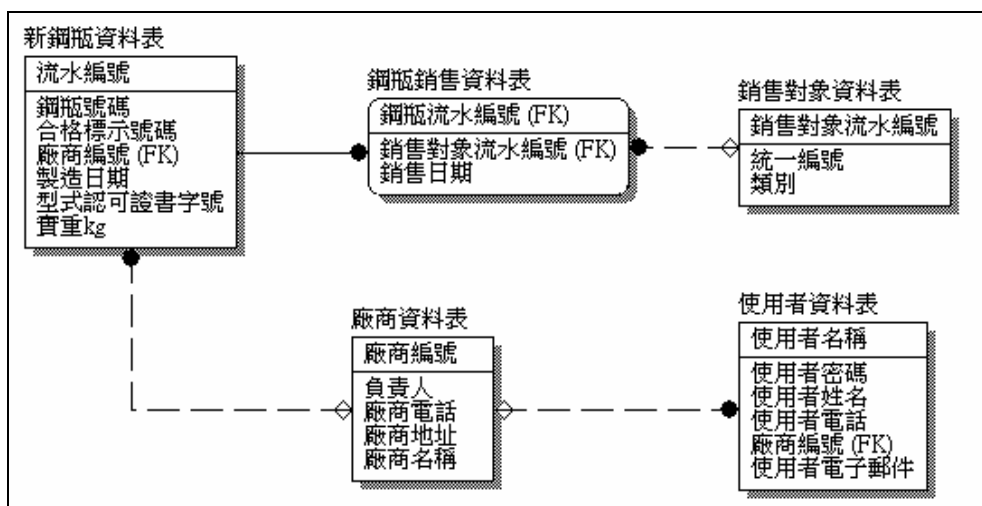 新鋼瓶資料表
流水編號
鋼瓶號碼
合格標示號碼
廠商編號 (FK)
製造日期
型式認可證書字號
實重kg
鋼瓶銷售資料表
鋼瓶流水編號 (FK)
銷售對象流水編號 (FK)
銷售日期
銷售對象資料表
銷售對象流水編號
統一編號
類別
廠商資料表
廠商編號
負責人
廠商電話
廠商地址
廠商名稱
使用者資料表
使用者名稱
使用者密碼
使用者姓名
使用者電話
廠商編號 (FK)
使用者電子郵件